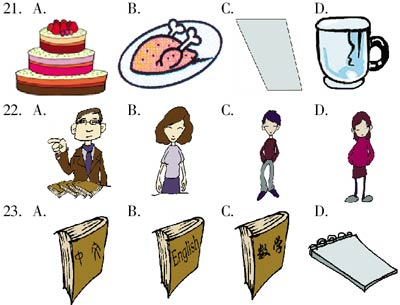 21. A. B. C. D.
22. A. B. C. D.
23. A. B. C. D.
中文 English 数学